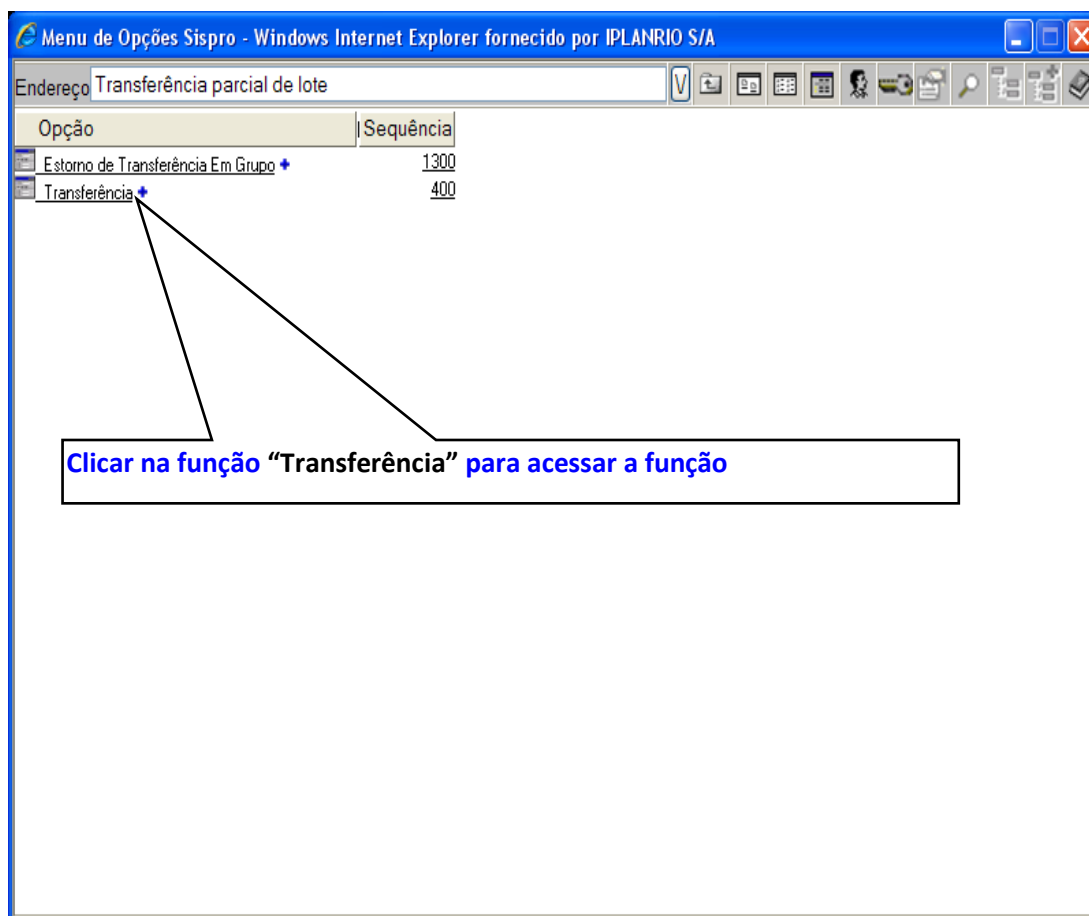 Menu de Opções Sispro - Windows Internet Explorer fornecido por IPLANRIO S/A
Endereço Transferência parcial de lote V
Opção Sequência
Estorno de Transferência Em Grupo 1300
Transferência 400
Clicar na função “Transferência” para acessar a função